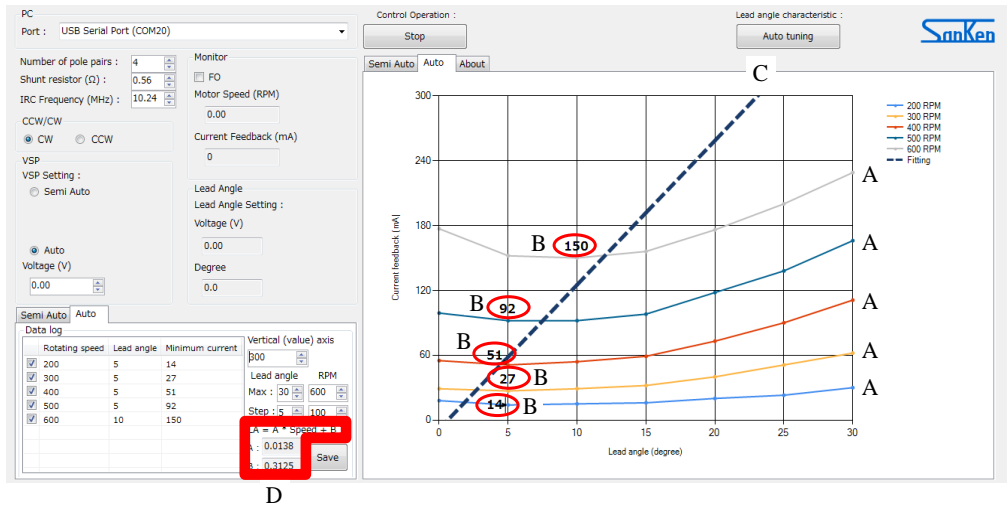 PC
Port : USB Serial Port (COM20)
Control Operation :
Stop
Lead angle characteristic :
Auto tuning
SanKen
Number of pole pairs : 4
Shunt resistor (Ω) : 0.56
IRC Frequency (MHz) : 10.24
CCW/CW
CW CCW
VSP
VSP Setting :
Semi Auto
Auto
Voltage (V)
0.00
Monitor
FO
Motor Speed (RPM)
0.00
Current Feedback (mA)
0
Lead Angle
Lead Angle Setting :
Voltage (V)
0.00
Degree
0.0
Semi Auto Auto
Data log
Rotating speed Lead angle Minimum current
200 5 14
300 5 27
400 5 51
500 5 92
600 10 150
Vertical (value) axis
300
Lead angle RPM
Max : 30 600
Step : 5 100
LA = A * Speed + B
A : 0.0138
B : 0.3125
Save
D
Semi Auto Auto About
C
300
240
180
120
60
0
Current feedback (mA)
0 5 10 15 20 25 30
Lead angle (degree)
200 RPM
300 RPM
400 RPM
500 RPM
600 RPM
Fitting
A
B 150
A
B 92
A
B
51
A
27 B
A
14 B